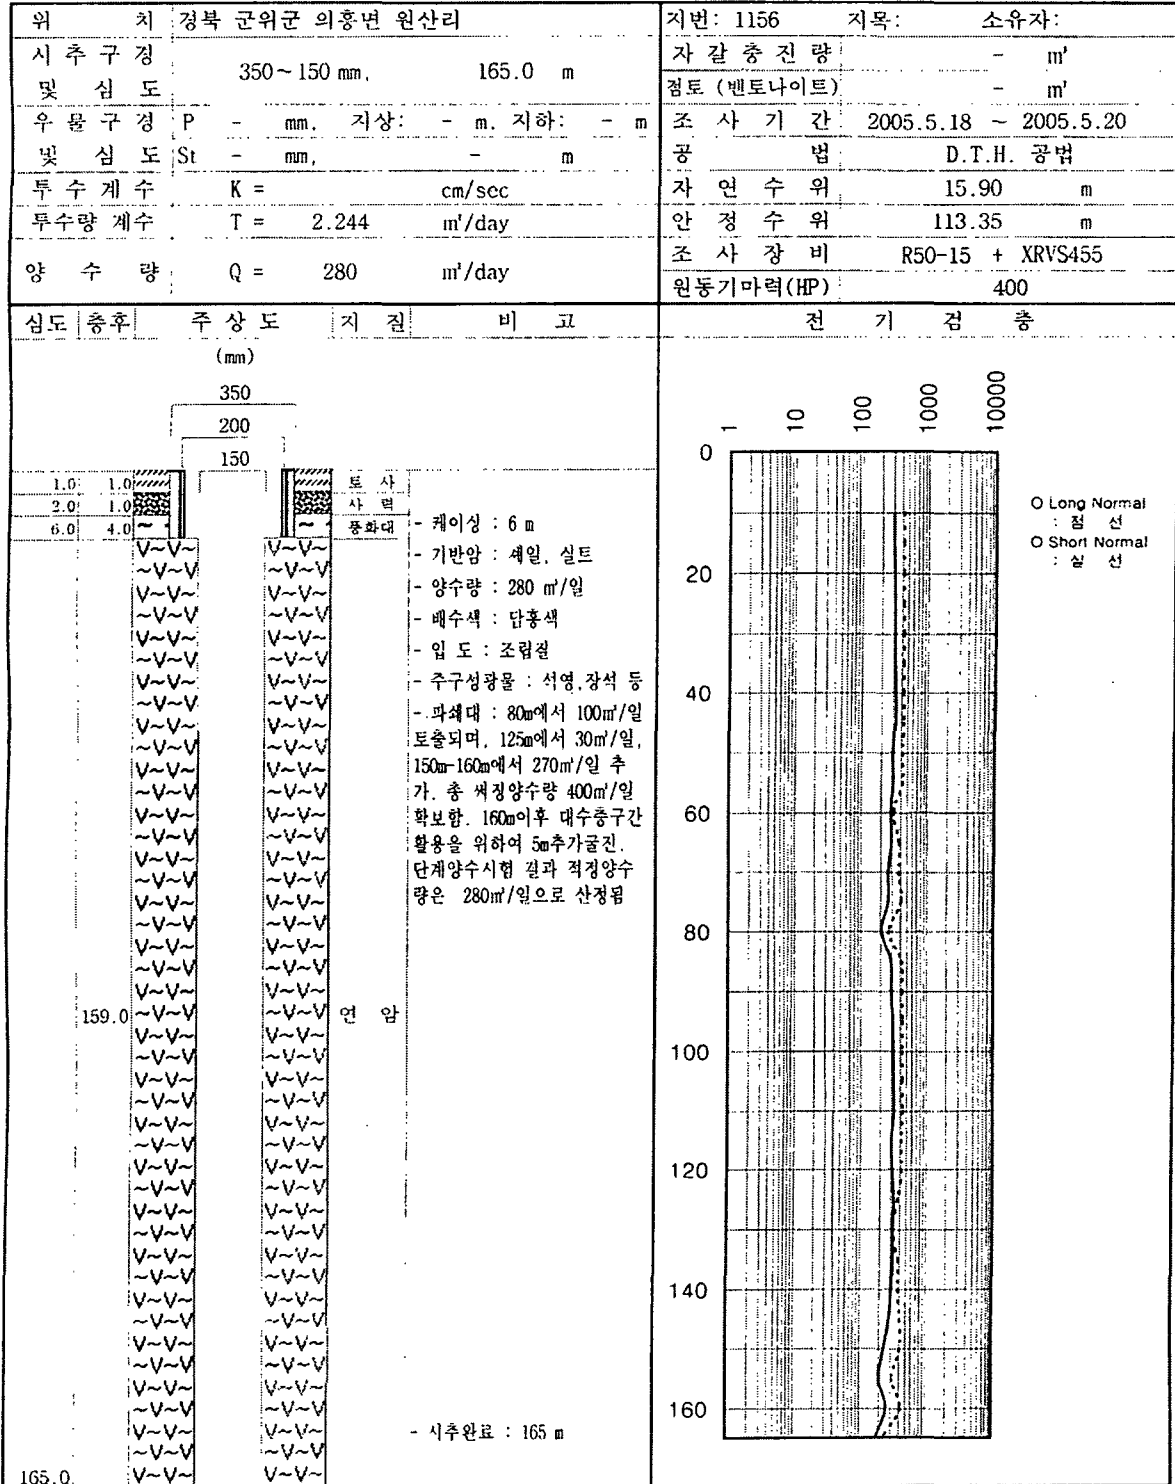 위 치 경북 군위군 의흥면 원산리
지번: 1156 지목: 소유자:
시추구경 및 심도 350~150 mm, 165.0 m
자갈충진량 - ㎥
점토 (벤토나이트) - ㎥
우물구경 P - mm, 지상: - m, 지하: - m
및 심도 St - mm, - m
조사기간 2005.5.18 ~ 2005.5.20
공 법 D.T.H. 공법
투수계수 K = cm/sec
자연수위 15.90 m
투수량 계수 T = 2.244 ㎡/day
안정수위 113.35 m
양수량 Q = 280 ㎥/day
조사장비 R50-15 + XRVS455
원동기마력(HP) 400
심도 층후 주상도 지질 비고
전기검층
(mm)
350
200
150
1.0 1.0 토사
2.0 1.0 사력
6.0 4.0 풍화대
- 케이싱 : 6 m
- 기반암 : 셰일, 실트
- 양수량 : 280 ㎥/일
- 배수색 : 담홍색
- 입 도 : 조립질
- 주구성광물 : 석영,장석 등
- 파쇄대 : 80m에서 100㎥/일
토출되며, 125m에서 30㎥/일,
150m-160m에서 270㎥/일 추
가. 총 써징양수량 400㎥/일
확보함. 160m이후 대수층구간
활용을 위하여 5m추가굴진.
단계양수시험 결과 적정양수
량은 280㎥/일으로 산정됨
159.0 연 암
- 시추완료 : 165 m
165.0
1 10 100 1000 10000
0
20
40
60
80
100
120
140
160
O Long Normal
: 점 선
O Short Normal
: 실 선